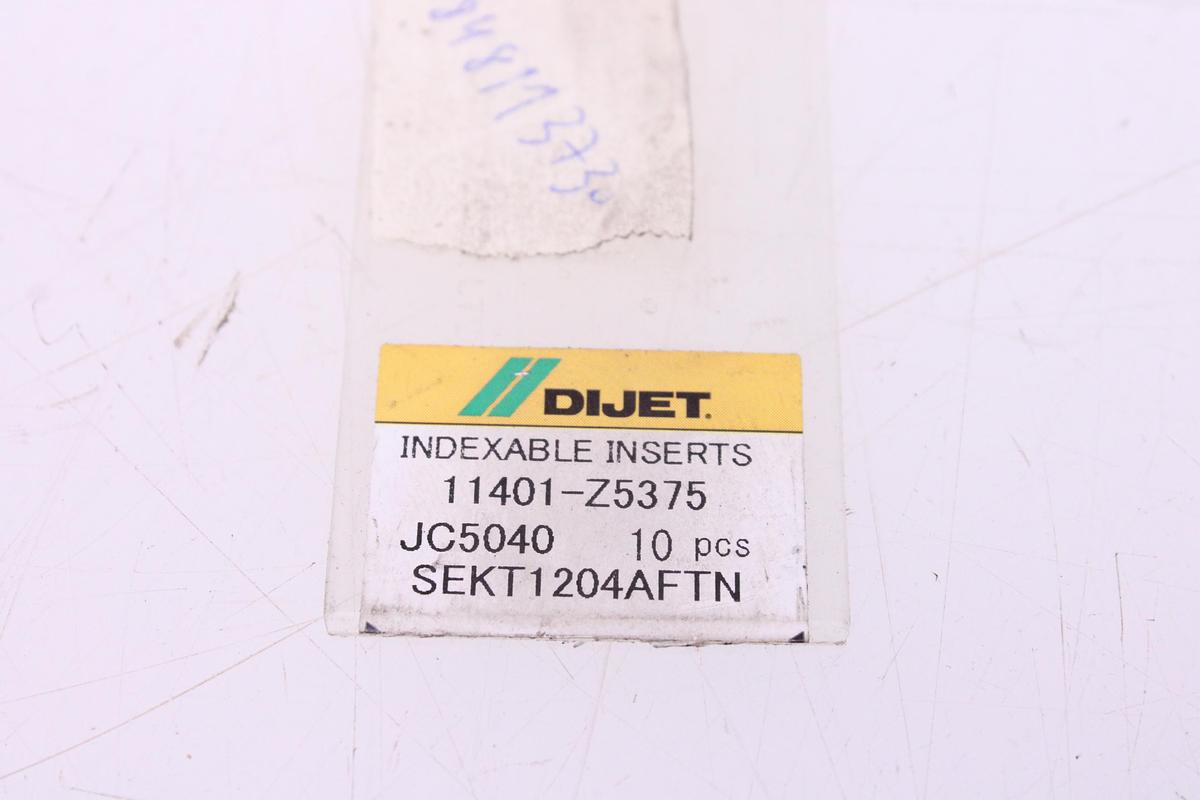 DIJET
INDEXABLE INSERTS
11401-Z5375
JC5040 10 pcs
SEKT1204AFTN